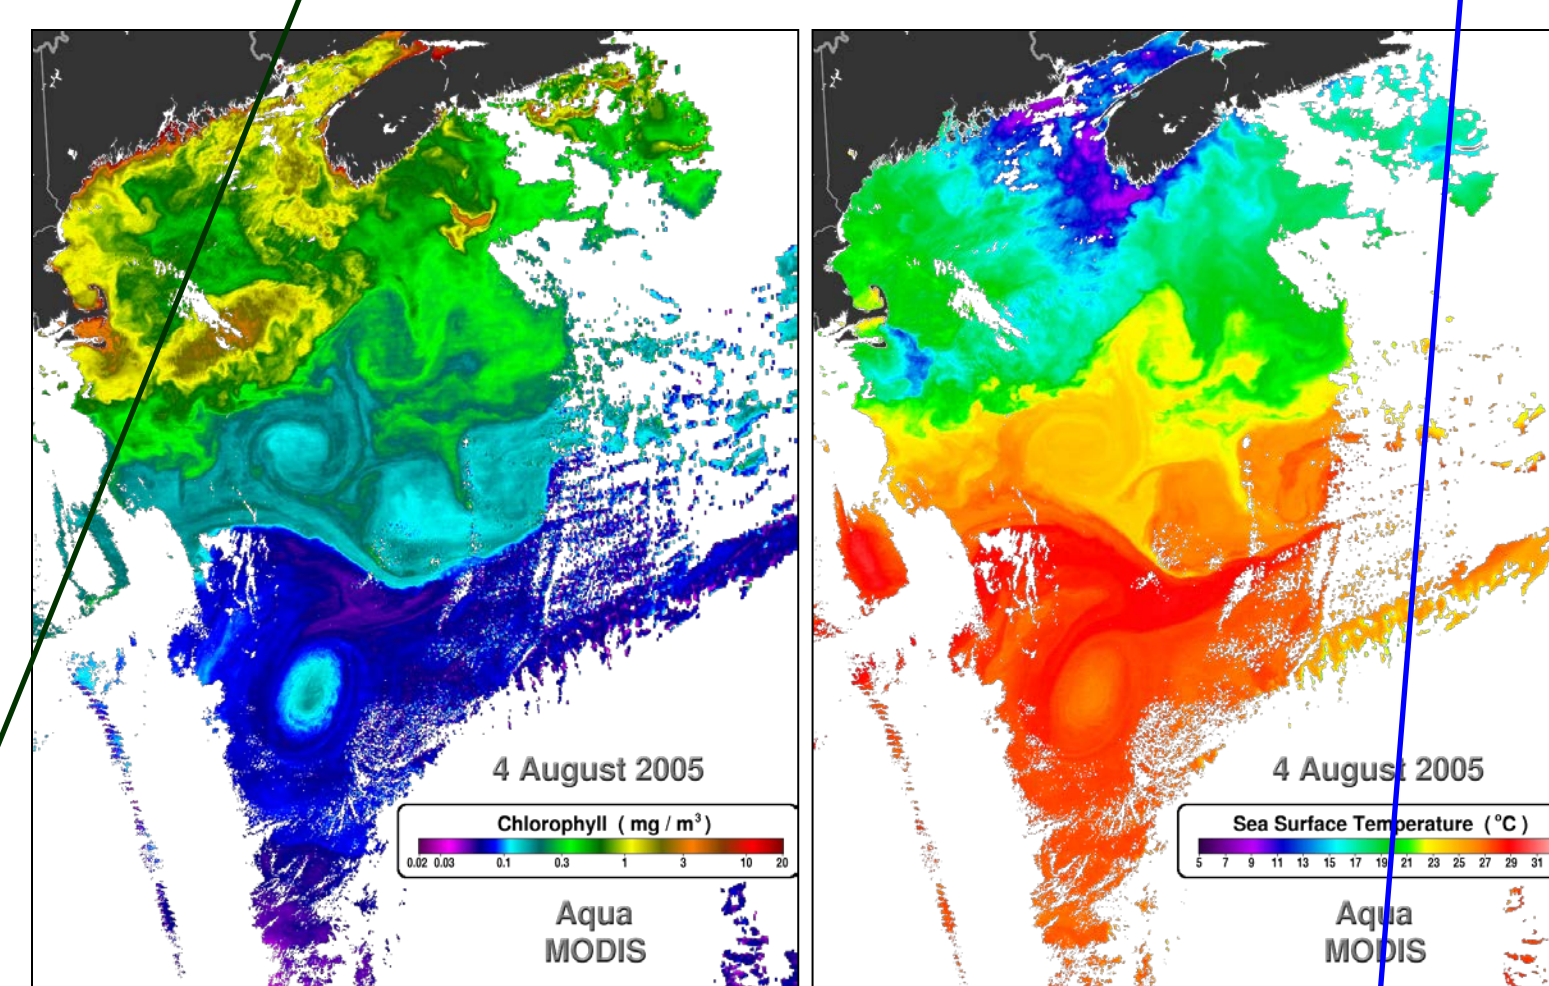 4 August 2005
Chlorophyll ( mg / m³ )
0.02 0.03 0.1 0.3 1 3 10 20
Aqua
MODIS
4 August 2005
Sea Surface Temperature ( °C )
5 7 9 11 13 15 17 19 21 23 25 27 29 31
Aqua
MODIS